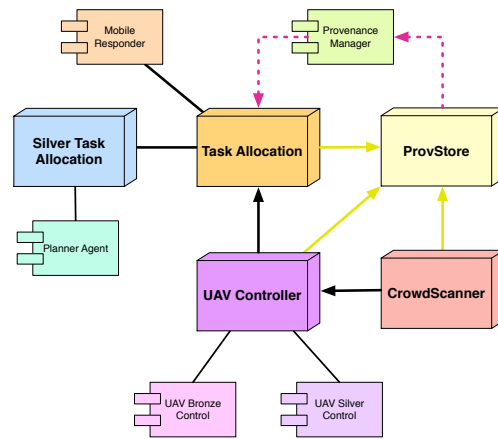 Mobile
Responder
Provenance
Manager
Silver Task
Allocation
Task Allocation
ProvStore
Planner Agent
UAV Controller
CrowdScanner
UAV Bronze
Control
UAV Silver
Control